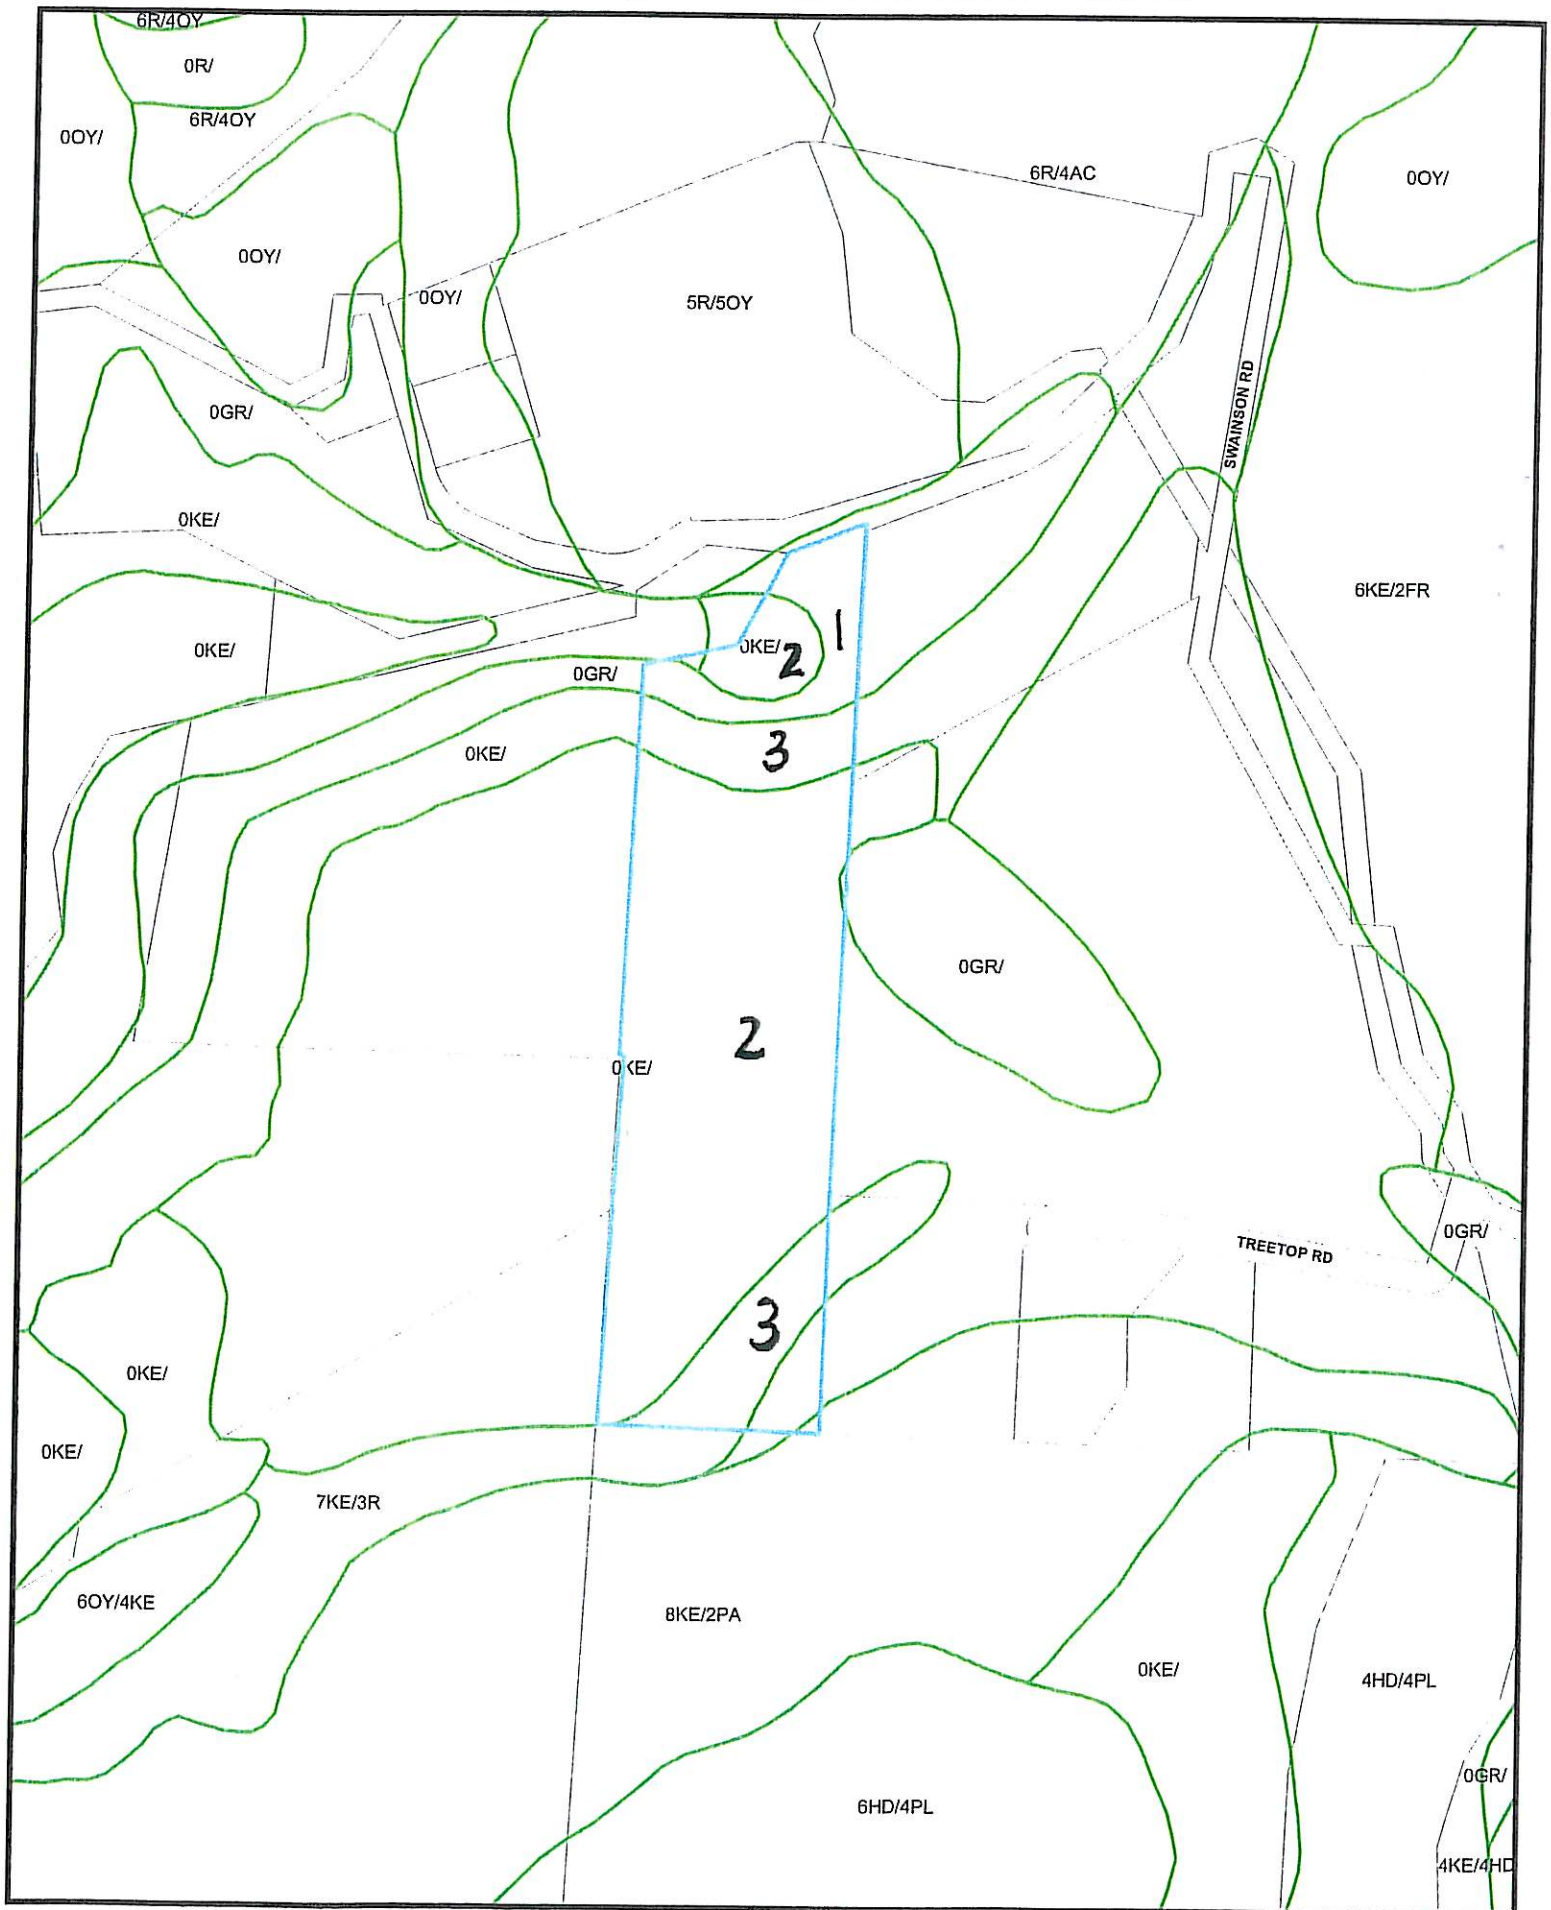 6R/4OY
0R/
6R/4OY
0OY/
6R/4AC
0OY/
0OY/
0OY/
5R/5OY
SWAINSON RD
0GR/
0KE/
6KE/2FR
1
0KE/
0KE/
2
0GR/
3
0KE/
0GR/
2
0KE/
0GR/
TREETOP RD
3
0KE/
0KE/
7KE/3R
6OY/4KE
8KE/2PA
0KE/
4HD/4PL
0GR/
6HD/4PL
4KE/4HD